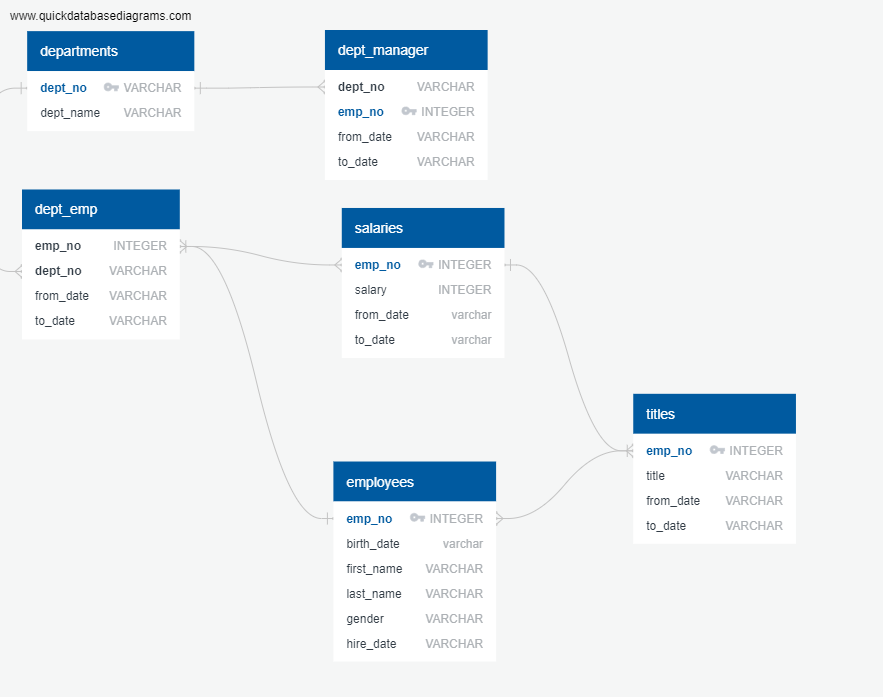 www.quickdatabasediagrams.com
departments
dept_no VARCHAR
dept_name VARCHAR
dept_manager
dept_no VARCHAR
emp_no INTEGER
from_date VARCHAR
to_date VARCHAR
dept_emp
emp_no INTEGER
dept_no VARCHAR
from_date VARCHAR
to_date VARCHAR
salaries
emp_no INTEGER
salary INTEGER
from_date varchar
to_date varchar
titles
emp_no INTEGER
title VARCHAR
from_date VARCHAR
to_date VARCHAR
employees
emp_no INTEGER
birth_date varchar
first_name VARCHAR
last_name VARCHAR
gender VARCHAR
hire_date VARCHAR